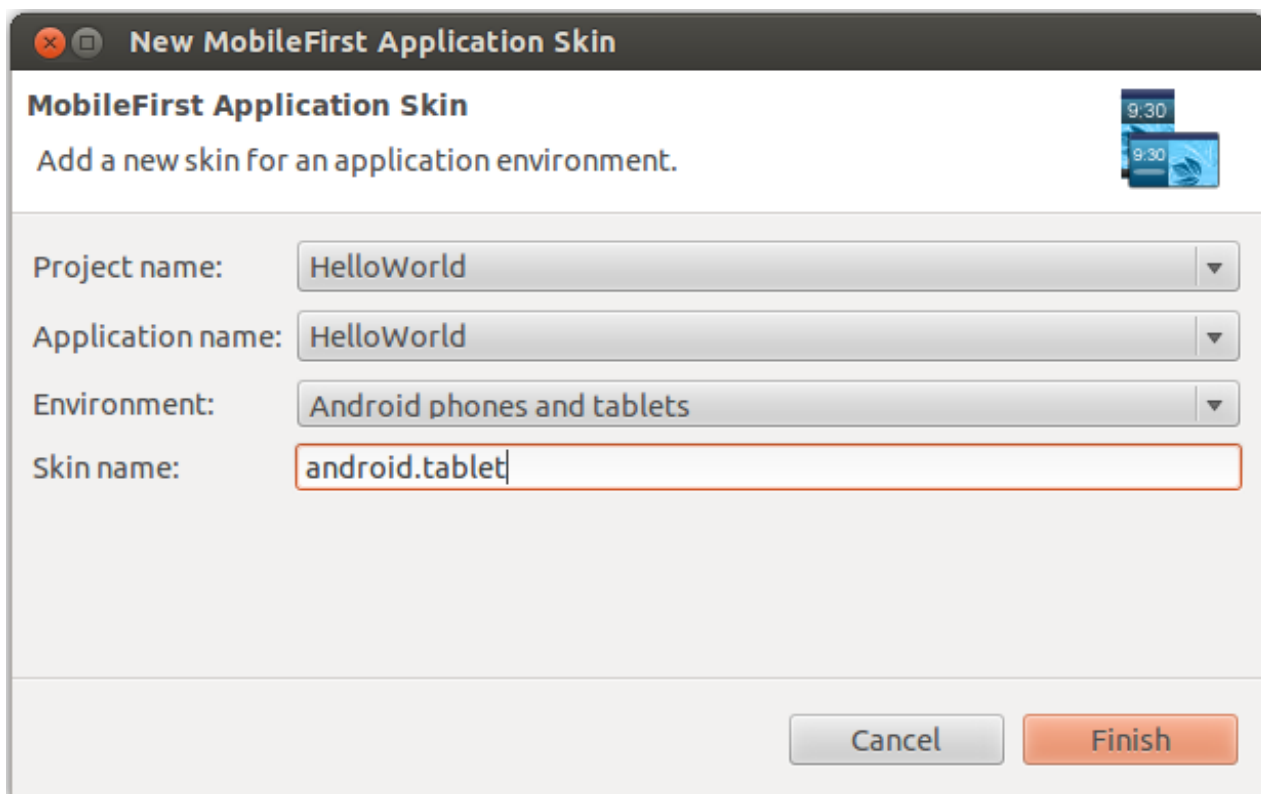 New MobileFirst Application Skin
MobileFirst Application Skin
Add a new skin for an application environment.
9:30
9:30
Project name: HelloWorld
Application name: HelloWorld
Environment: Android phones and tablets
Skin name: android.tablet
Cancel Finish